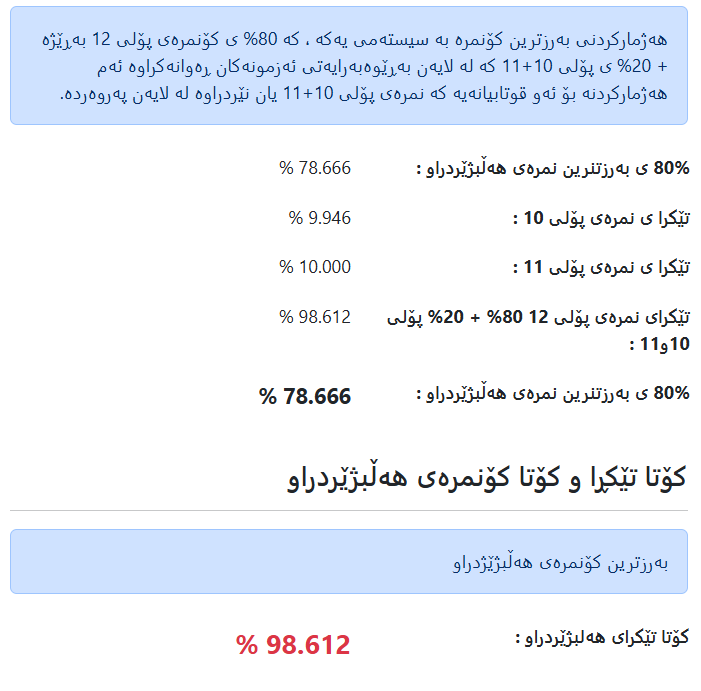 هەژمارکردنی بەرزترین کۆنمرە بە سیستەمی یەکە ، کە 80% ی کۆنمرەی پۆلی 12 بەڕێژە
+ 20% ی پۆلی 10+11 کە لە لایەن بەڕێوەبەرایەتی ئەزمونەکان ڕەوانەکراوە ئەم
هەژمارکردنە بۆ ئەو قوتابیانەیە کە نمرەی پۆلی 10+11 یان نێردراوە لە لایەن پەروەردە.
80% ی بەرزتنرین نمرەی هەڵبژێردراو : 78.666 %
تێکرا ی نمرەی پۆلی 10 : 9.946 %
تێکرا ی نمرەی پۆلی 11 : 10.000 %
تێکرای نمرەی پۆلی 12 80% + 20% پۆلی 98.612 %
10و11 :
80% ی بەرزتنرین نمرەی هەڵبژێردراو : 78.666 %
کۆتا تێکڕا و کۆتا کۆنمرەی هەڵبژێردراو
بەرزترین کۆنمرەی هەڵبژێژدراو
کۆتا تێکرای هەلبژێردراو : 98.612 %